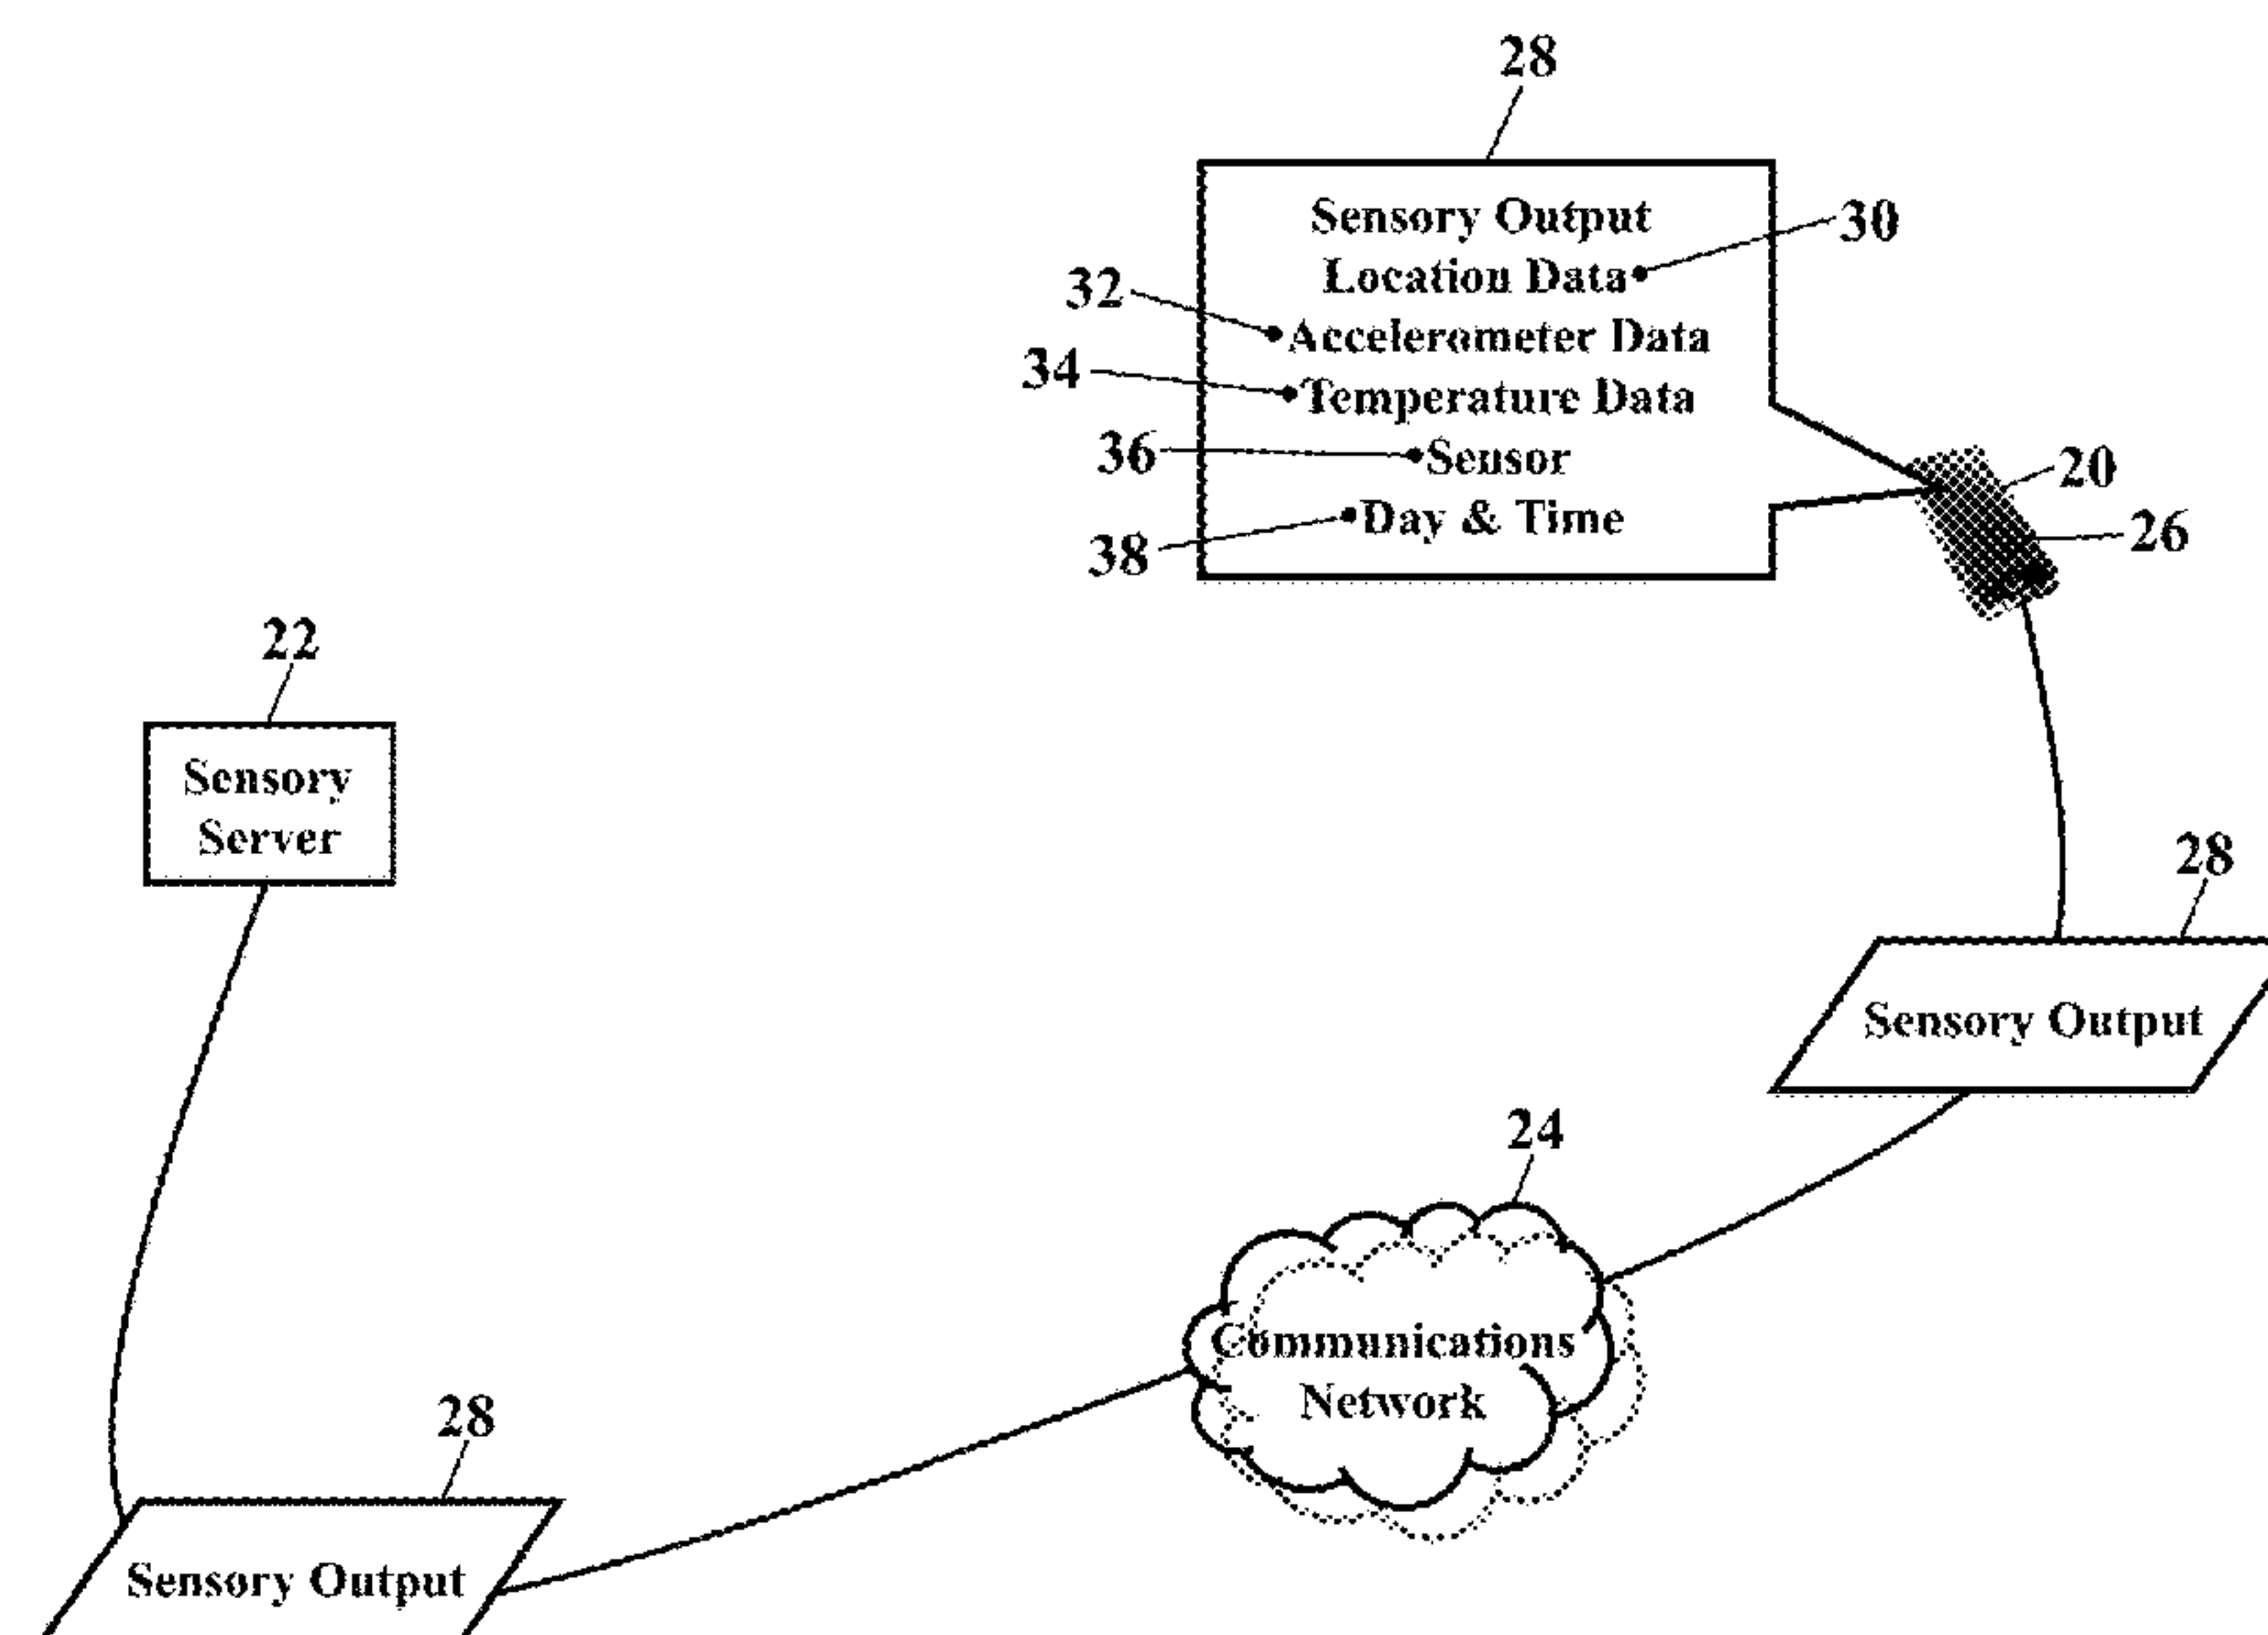 28
Sensory Output
30
Location Data
32
Accelerometer Data
34
Temperature Data
36
Sensor
20
Day & Time
26
38
22
Sensory
Server
28
Sensory Output
24
Communications
Network
28
Sensory Output